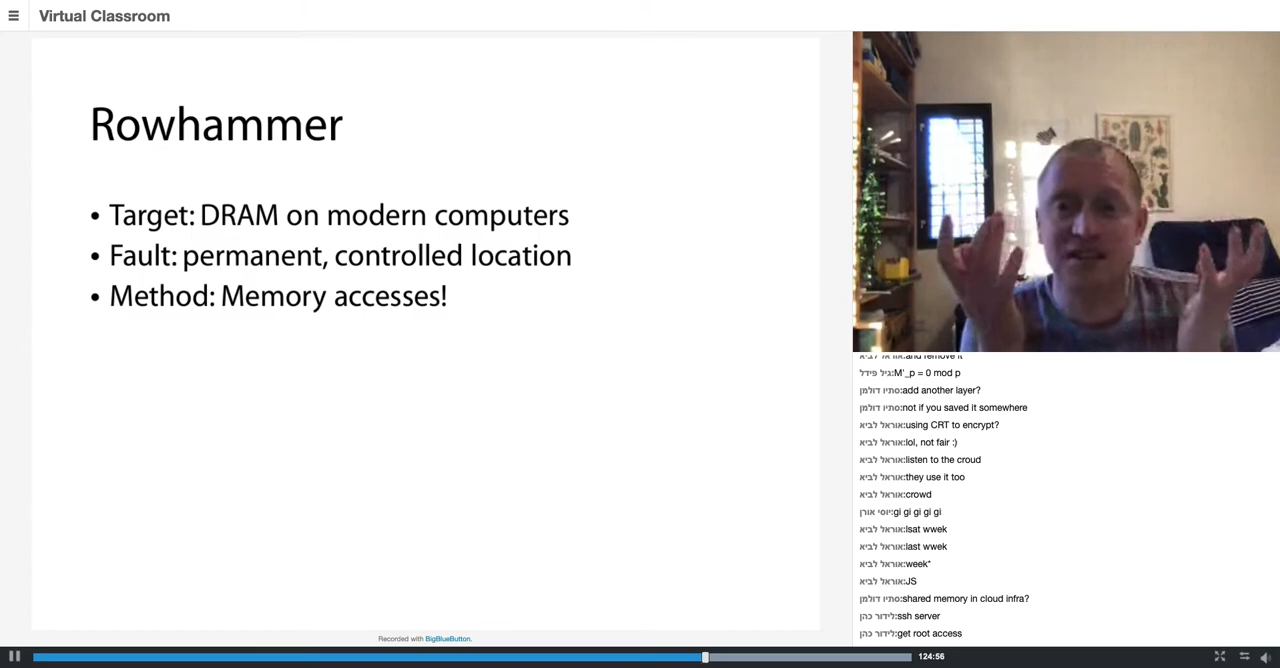 Virtual Classroom
Rowhammer
• Target: DRAM on modern computers
• Fault: permanent, controlled location
• Method: Memory accesses!
Recorded with BigBlueButton.
אוראל לביא:and remove it
גיל פידל:M'_p = 0 mod p
סתיו דולמן:add another layer?
סתיו דולמן:not if you saved it somewhere
אוראל לביא:using CRT to encrypt?
אוראל לביא:lol, not fair :)
אוראל לביא:listen to the croud
אוראל לביא:they use it too
אוראל לביא:crowd
יוסי אורן:gi gi gi gi gi
אוראל לביא:lsat wwek
אוראל לביא:last wwek
אוראל לביא:week*
אוראל לביא:JS
סתיו דולמן:shared memory in cloud infra?
לידור כהן:ssh server
לידור כהן:get root access
124:56